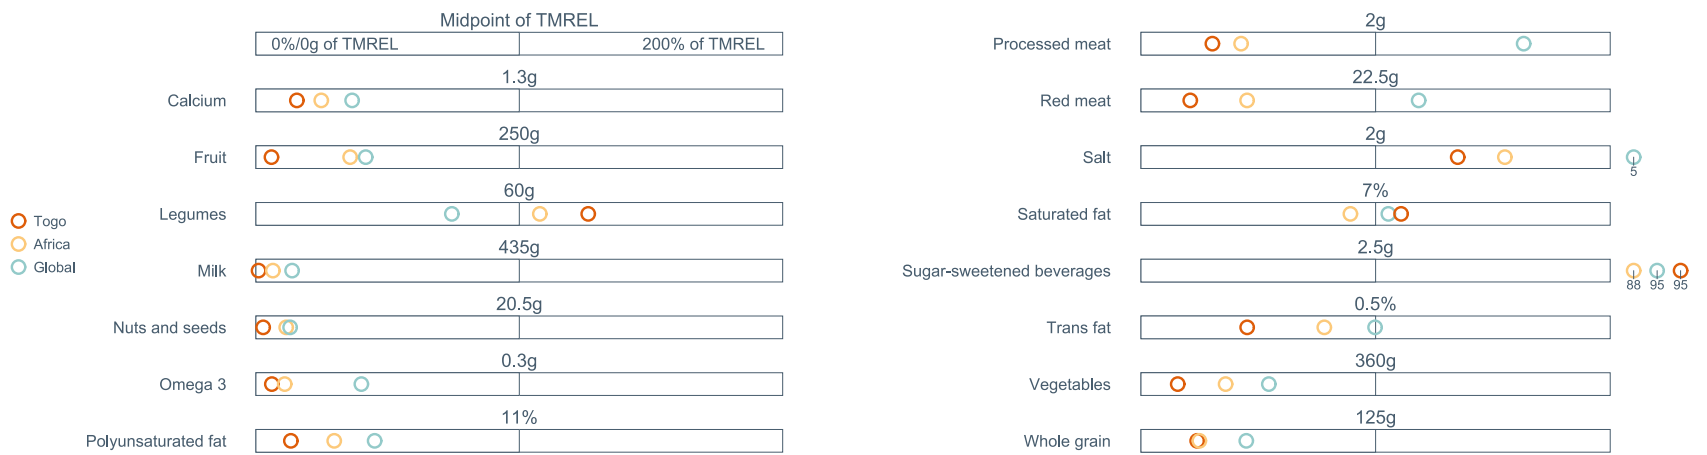 Midpoint of TMREL
0%/0g of TMREL
200% of TMREL
1.3g
Calcium
250g
Fruit
60g
Legumes
435g
Milk
20.5g
Nuts and seeds
0.3g
Omega 3
11%
Polyunsaturated fat
Togo
Africa
Global
2g
Processed meat
22.5g
Red meat
2g
Salt
5
7%
Saturated fat
2.5g
Sugar-sweetened beverages
88 95 95
0.5%
Trans fat
360g
Vegetables
125g
Whole grain